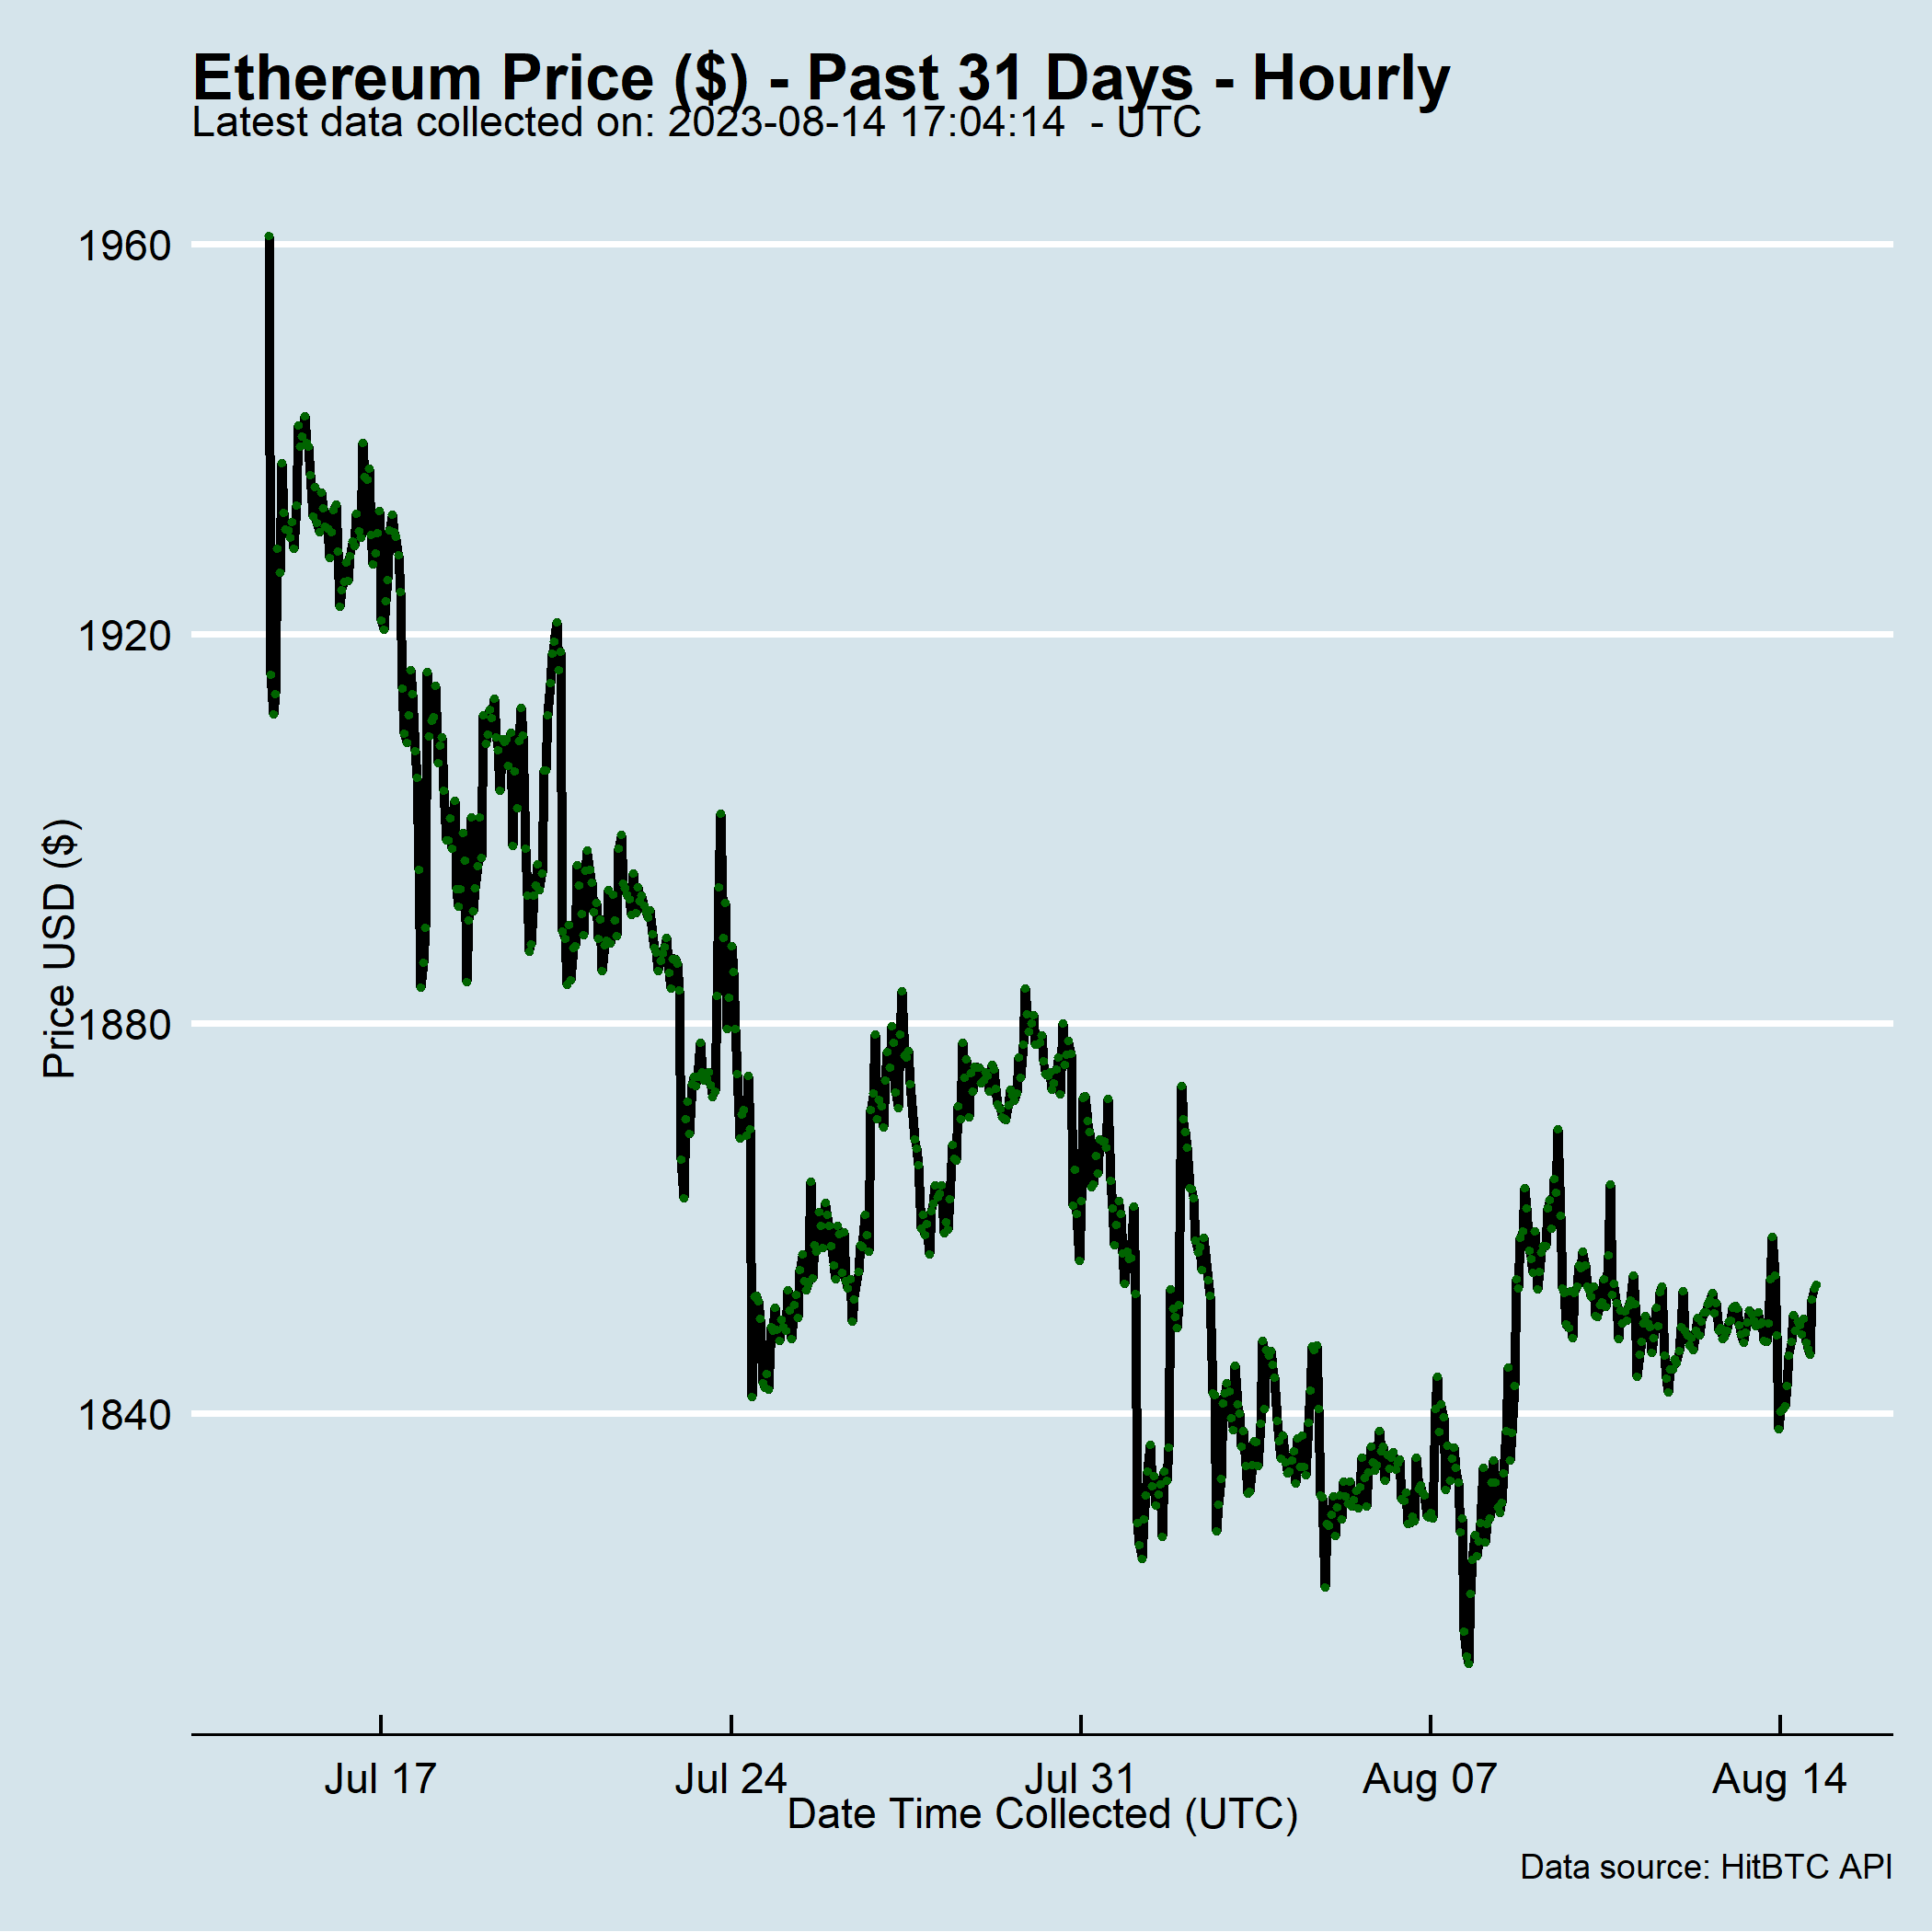 Ethereum Price ($) - Past 31 Days - Hourly
Latest data collected on: 2023-08-14 17:04:14  - UTC
1960
1920
1880
1840
Price USD ($)
Jul 17 Jul 24 Jul 31 Aug 07 Aug 14
Date Time Collected (UTC)
Data source: HitBTC API